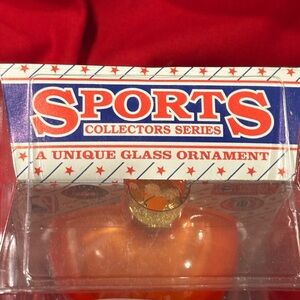 SPORTS
COLLECTORS SERIES
A UNIQUE GLASS ORNAMENT